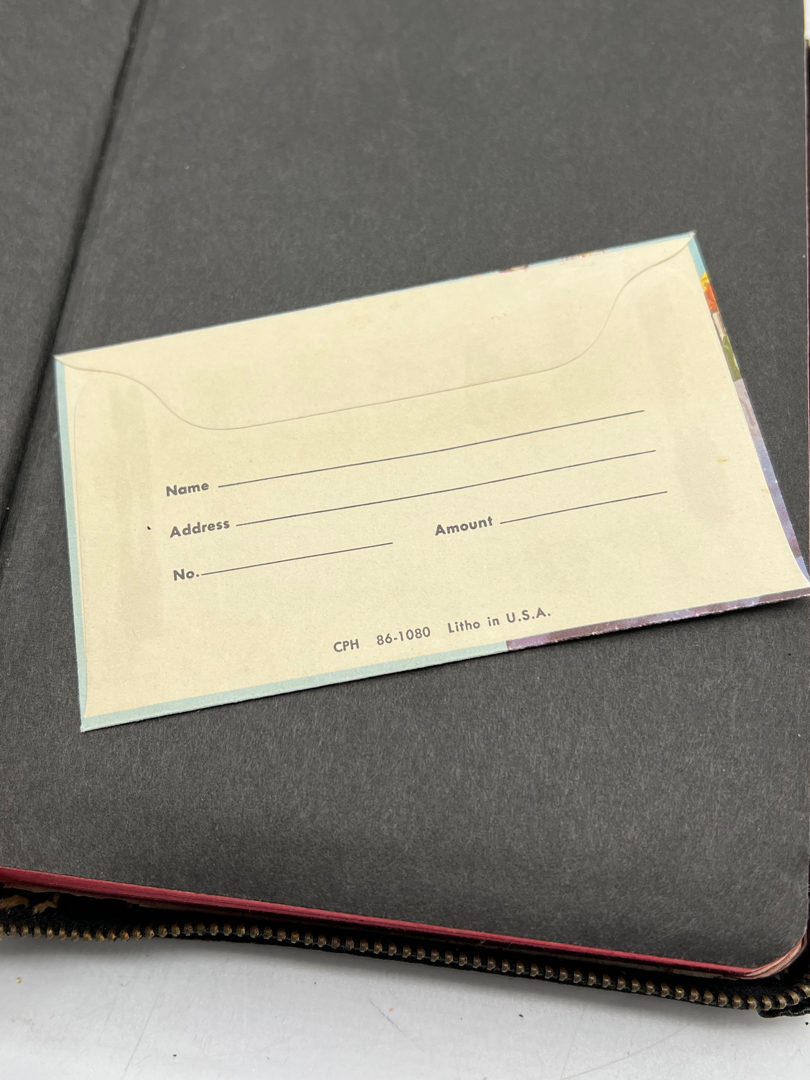 Name
Address
No. Amount
CPH 86-1080 Litho in U.S.A.